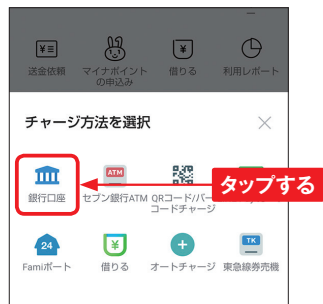 送金依頼
マイナポイント
の申込み
借りる
利用レポート
チャージ方法を選択
銀行口座
ATM
セブン銀行ATM
QRコード/バー
コードチャージ
タップする
24
Famiポート
借りる
オートチャージ
TK
東急線券売機